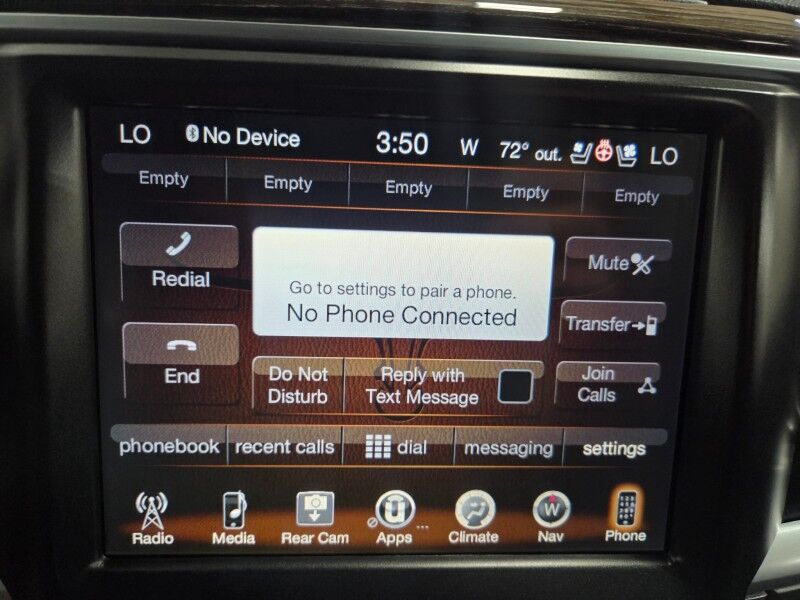 LO No Device 3:50 W 72° out. LO
Empty Empty Empty Empty Empty
Redial
Go to settings to pair a phone.
No Phone Connected
Mute
Transfer
End
Do Not
Disturb
Reply with
Text Message
Join
Calls
phonebook recent calls dial messaging settings
W
Radio Media Rear Cam Apps ... Climate Nav Phone